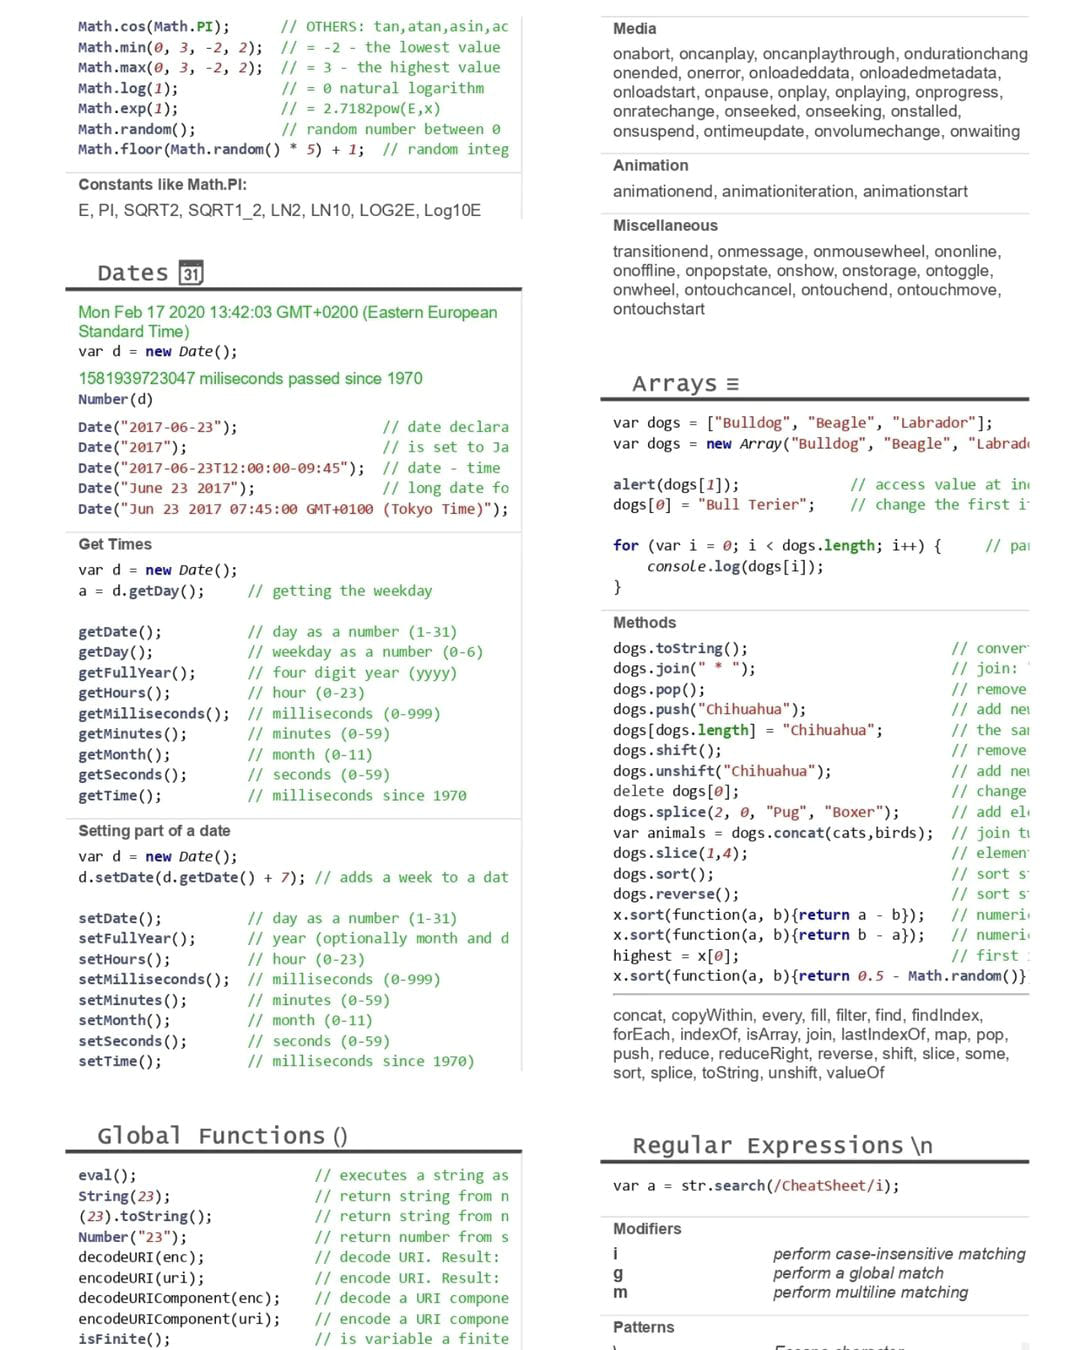 Math.cos(Math.PI);      // OTHERS: tan,atan,asin,ac
Math.min(0, 3, -2, 2);  // = -2 - the lowest value
Math.max(0, 3, -2, 2);  // = 3 - the highest value
Math.log(1);            // = 0 natural logarithm
Math.exp(1);            // = 2.7182pow(E,x)
Math.random();          // random number between 0
Math.floor(Math.random() * 5) + 1;  // random integ
Constants like Math.PI:
E, PI, SQRT2, SQRT1_2, LN2, LN10, LOG2E, Log10E
Dates 31
Mon Feb 17 2020 13:42:03 GMT+0200 (Eastern European
Standard Time)
var d = new Date();
1581939723047 miliseconds passed since 1970
Number(d)
Date("2017-06-23");                 // date declara
Date("2017");                       // is set to Ja
Date("2017-06-23T12:00:00-09:45");  // date - time
Date("June 23 2017");               // long date fo
Date("Jun 23 2017 07:45:00 GMT+0100 (Tokyo Time)");
Get Times
var d = new Date();
a = d.getDay();     // getting the weekday
getDate();          // day as a number (1-31)
getDay();           // weekday as a number (0-6)
getFullYear();      // four digit year (yyyy)
getHours();         // hour (0-23)
getMilliseconds();  // milliseconds (0-999)
getMinutes();       // minutes (0-59)
getMonth();         // month (0-11)
getSeconds();       // seconds (0-59)
getTime();          // milliseconds since 1970
Setting part of a date
var d = new Date();
d.setDate(d.getDate() + 7); // adds a week to a dat
setDate();          // day as a number (1-31)
setFullYear();      // year (optionally month and d
setHours();         // hour (0-23)
setMilliseconds();  // milliseconds (0-999)
setMinutes();       // minutes (0-59)
setMonth();         // month (0-11)
setSeconds();       // seconds (0-59)
setTime();          // milliseconds since 1970)
Global Functions ()
eval();                     // executes a string as
String(23);                 // return string from n
(23).toString();            // return string from n
Number("23");               // return number from s
decodeURI(enc);             // decode URI. Result:
encodeURI(uri);             // encode URI. Result:
decodeURIComponent(enc);    // decode a URI compone
encodeURIComponent(uri);    // encode a URI compone
isFinite();                 // is variable a finite
Media
onabort, oncanplay, oncanplaythrough, ondurationchang
onended, onerror, onloadeddata, onloadedmetadata,
onloadstart, onpause, onplay, onplaying, onprogress,
onratechange, onseeked, onseeking, onstalled,
onsuspend, ontimeupdate, onvolumechange, onwaiting
Animation
animationend, animationiteration, animationstart
Miscellaneous
transitionend, onmessage, onmousewheel, ononline,
onoffline, onpopstate, onshow, onstorage, ontoggle,
onwheel, ontouchcancel, ontouchend, ontouchmove,
ontouchstart
Arrays ≡
var dogs = ["Bulldog", "Beagle", "Labrador"];
var dogs = new Array("Bulldog", "Beagle", "Labrad
alert(dogs[1]);             // access value at in
dogs[0] = "Bull Terier";    // change the first i
for (var i = 0; i < dogs.length; i++) {     // pa
console.log(dogs[i]);
}
Methods
dogs.toString();                        // conver
dogs.join(" * ");                       // join:
dogs.pop();                             // remove
dogs.push("Chihuahua");                 // add ne
dogs[dogs.length] = "Chihuahua";        // the sa
dogs.shift();                           // remove
dogs.unshift("Chihuahua");              // add ne
delete dogs[0];                         // change
dogs.splice(2, 0, "Pug", "Boxer");      // add el
var animals = dogs.concat(cats,birds);  // join t
dogs.slice(1,4);                        // elemen
dogs.sort();                            // sort s
dogs.reverse();                         // sort s
x.sort(function(a, b){return a - b});   // numeri
x.sort(function(a, b){return b - a});   // numeri
highest = x[0];                         // first
x.sort(function(a, b){return 0.5 - Math.random()}
concat, copyWithin, every, fill, filter, find, findIndex,
forEach, indexOf, isArray, join, lastIndexOf, map, pop,
push, reduce, reduceRight, reverse, shift, slice, some,
sort, splice, toString, unshift, valueOf
Regular Expressions \n
var a = str.search(/CheatSheet/i);
Modifiers
i    perform case-insensitive matching
g    perform a global match
m    perform multiline matching
Patterns